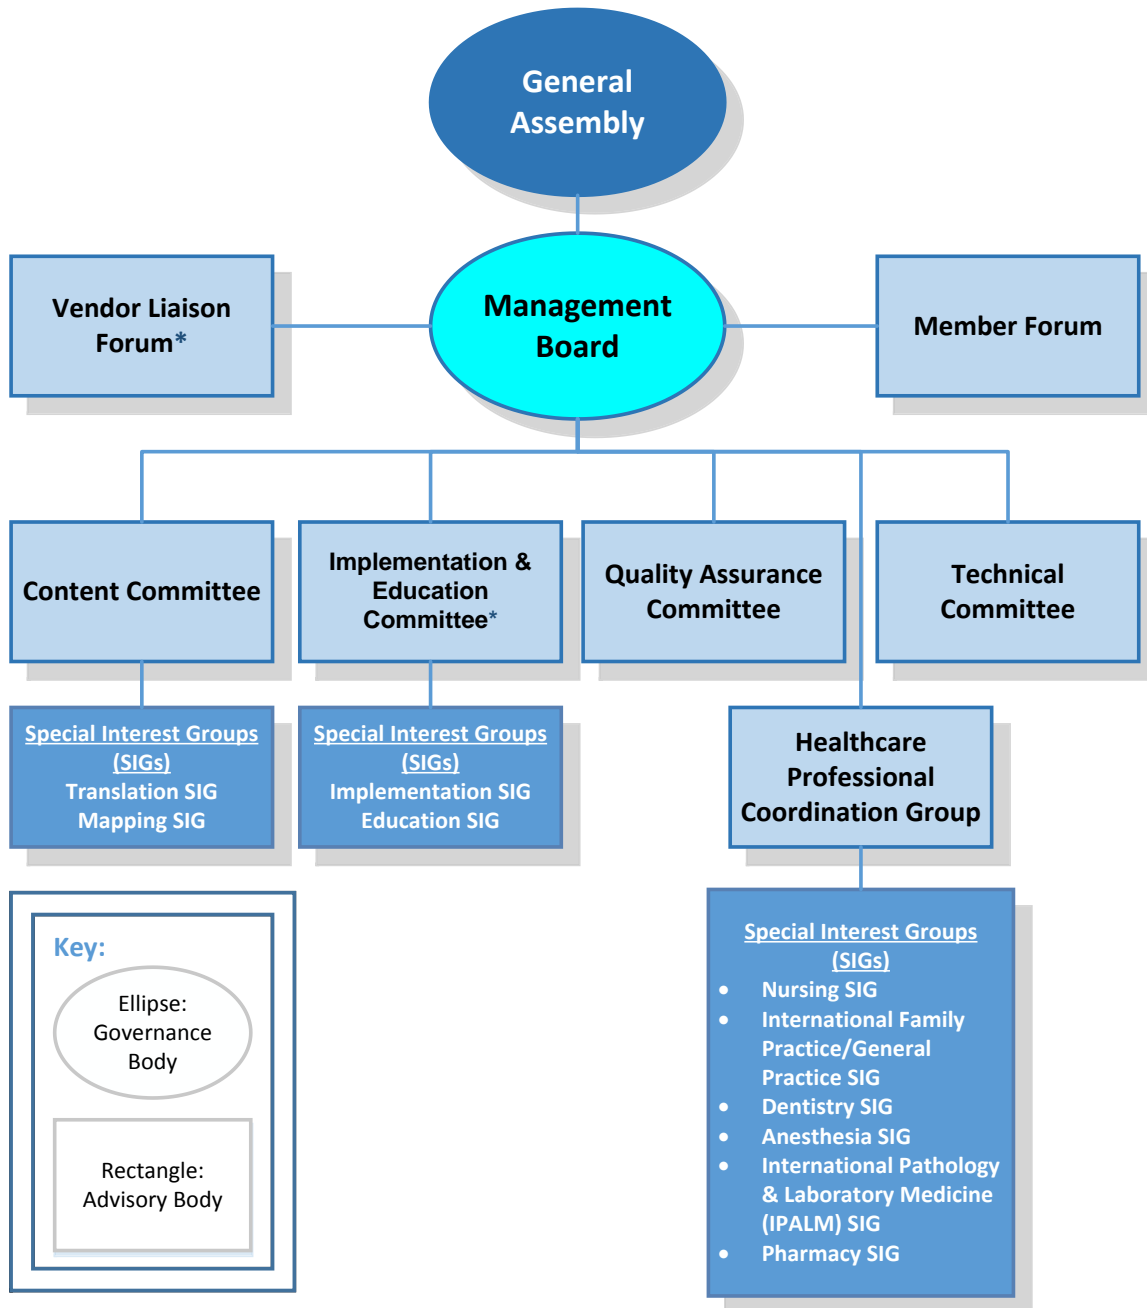 General
Assembly
Vendor Liaison
Forum*
Management
Board
Member Forum
Content Committee
Implementation &
Education
Committee*
Quality Assurance
Committee
Technical
Committee
Special Interest Groups
(SIGs)
Translation SIG
Mapping SIG
Special Interest Groups
(SIGs)
Implementation SIG
Education SIG
Healthcare
Professional
Coordination Group
Special Interest Groups
(SIGs)
• Nursing SIG
• International Family
Practice/General
Practice SIG
• Dentistry SIG
• Anesthesia SIG
• International Pathology
& Laboratory Medicine
(IPALM) SIG
• Pharmacy SIG
Key:
Ellipse:
Governance
Body
Rectangle:
Advisory Body